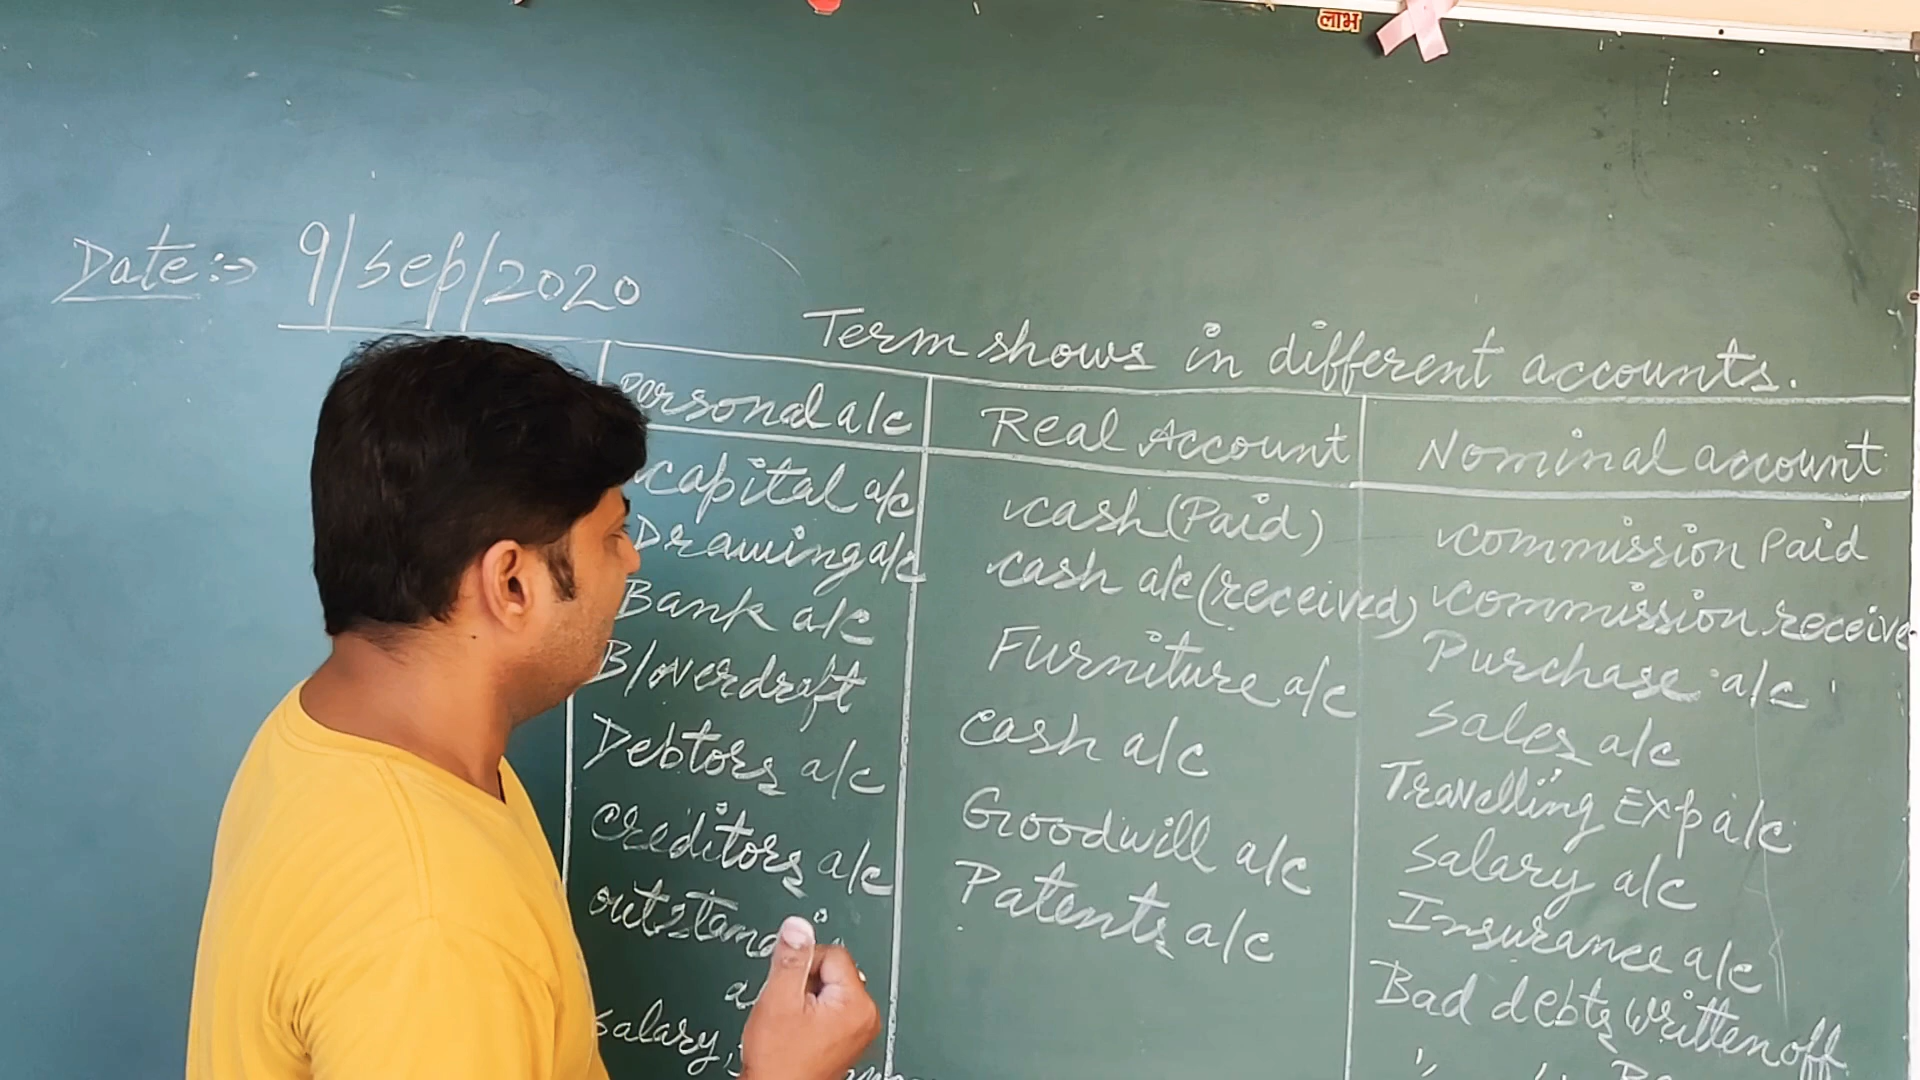 लाभ
Date:→ 9/Sep/2020
Term shows in different accounts.
Personal a/c
Capital a/c
Drawing a/c
Bank a/c
B/overdraft
Debtors a/c
Creditors a/c
salary,
Real Account
cash (Paid)
cash a/c (received)
Furniture a/c
cash a/c
Goodwill a/c
Patents a/c
Nominal account
commission Paid
commission receive
Purchase a/c
sales a/c
Travelling Exp a/c
salary a/c
Insurance a/c
Bad debts written off